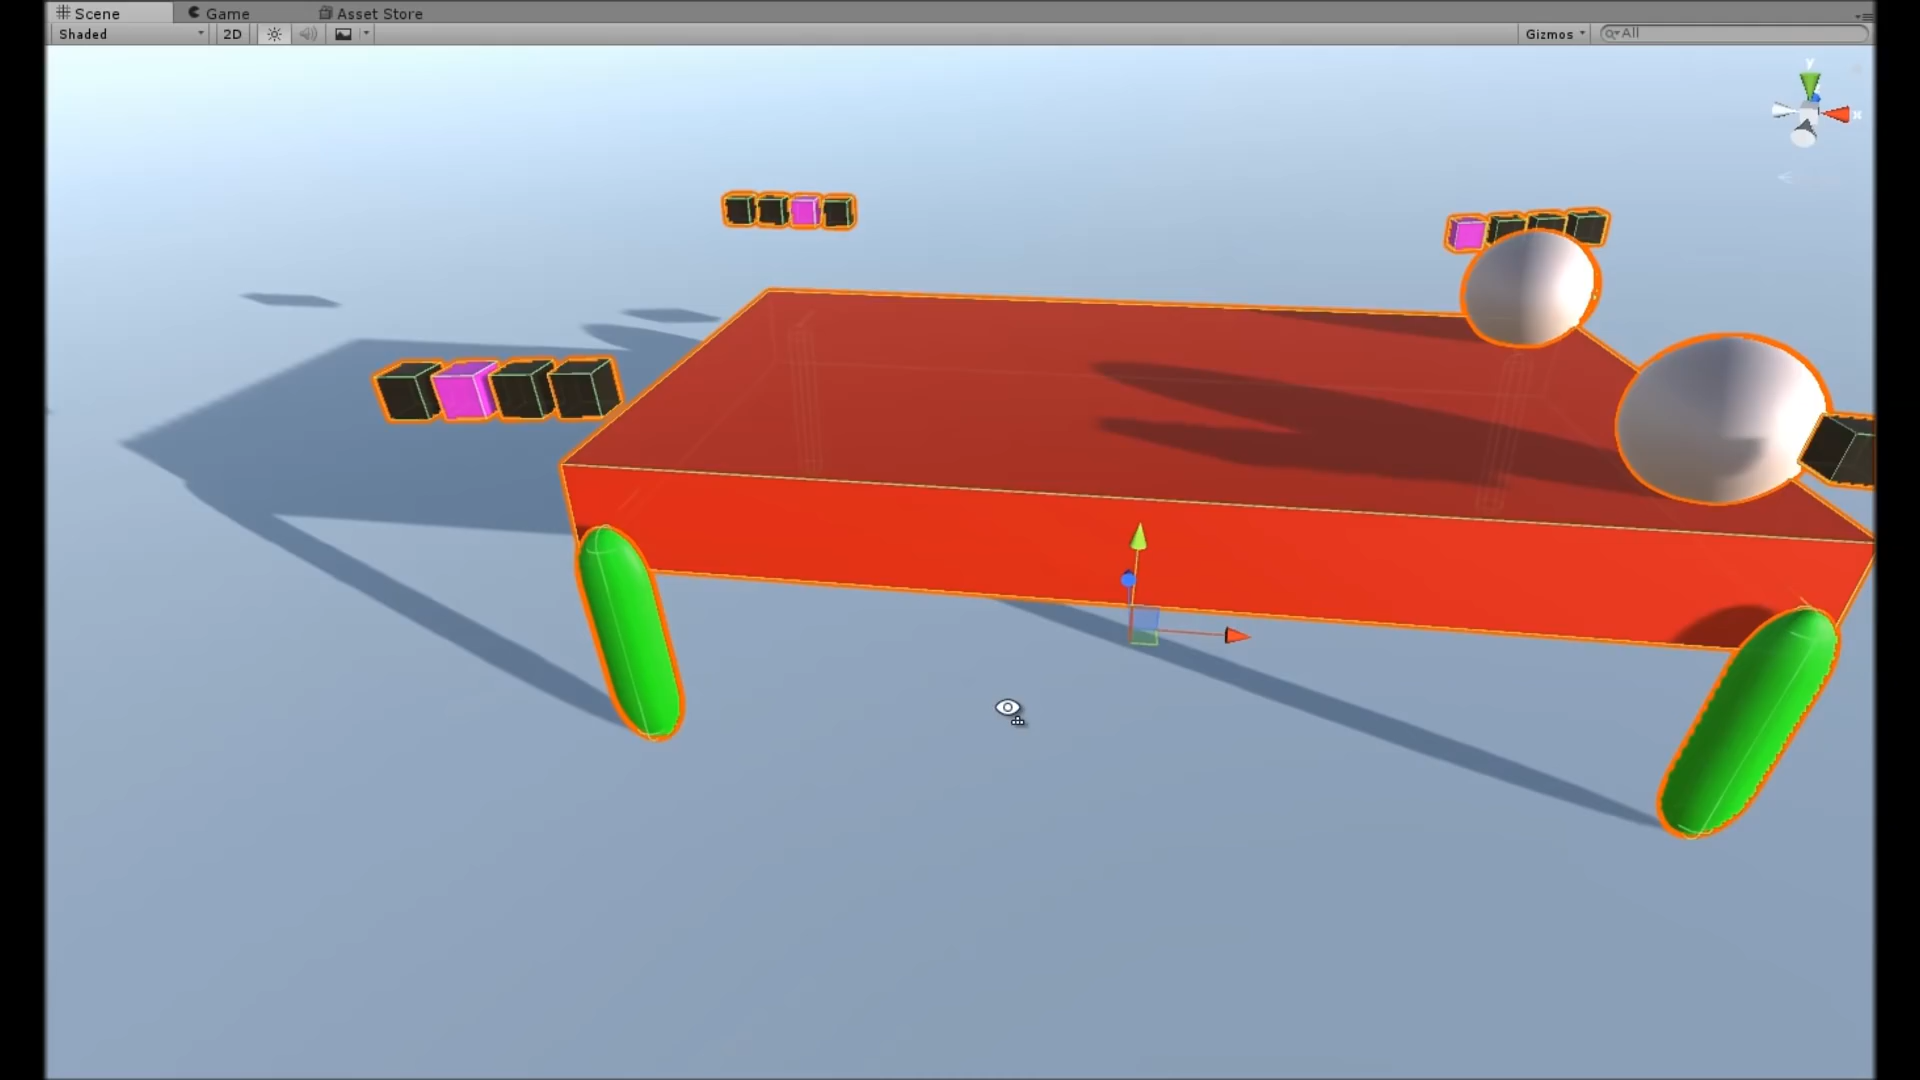 Scene
Game
Asset Store
Shaded
2D
Gizmos
All
y
x